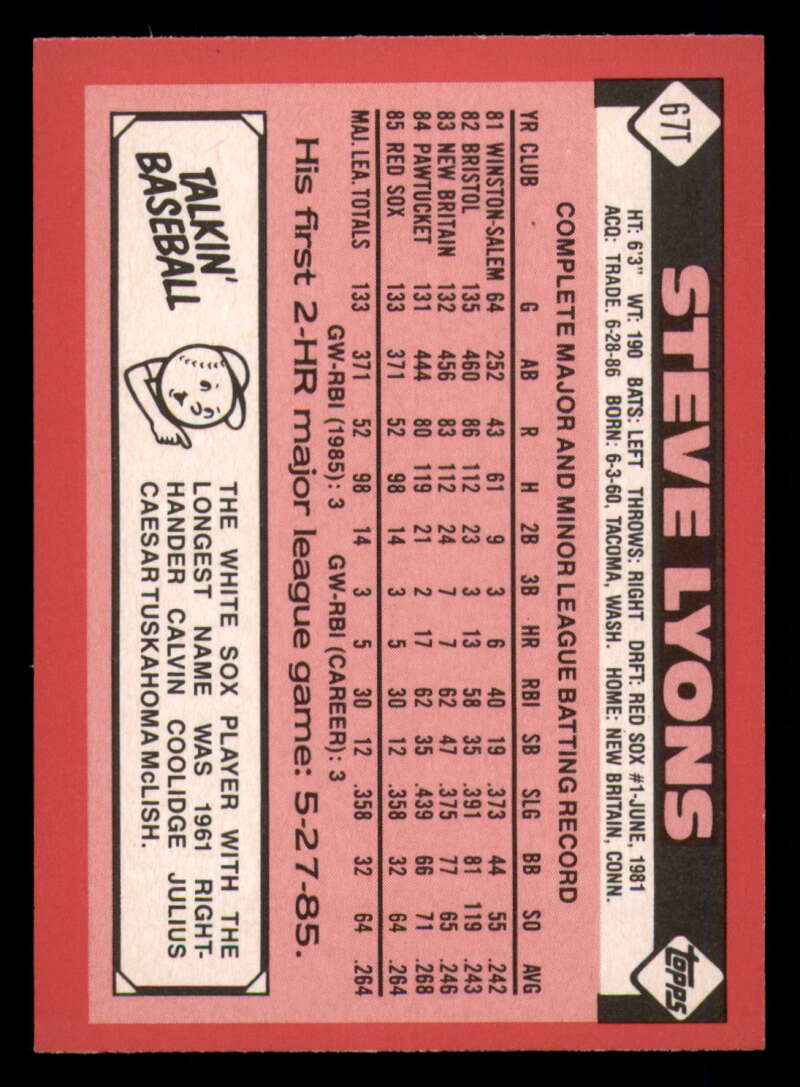 67T
STEVE LYONS
topps
HT: 6'3" WT: 190 BATS: LEFT THROWS: RIGHT DRFT: RED SOX #1-JUNE, 1981
ACQ: TRADE. 6-28-86 BORN: 6-3-60, TACOMA, WASH. HOME: NEW BRITAIN, CONN.
COMPLETE MAJOR AND MINOR LEAGUE BATTING RECORD
YR CLUB G AB R H 2B 3B HR RBI SB SLG BB SO AVG
81 WINSTON-SALEM 64 252 43 61 9 3 6 40 19 .373 44 55 .242
82 BRISTOL 135 460 86 112 23 3 13 58 35 .391 81 119 .243
83 NEW BRITAIN 132 456 83 112 24 7 7 62 47 .375 77 65 .246
84 PAWTUCKET 131 444 80 119 21 2 17 62 35 .439 66 71 .268
85 RED SOX 133 371 52 98 14 3 5 30 12 .358 32 64 .264
MAJ. LEA. TOTALS 133 371 52 98 14 3 5 30 12 .358 32 64 .264
GW-RBI (1985): 3 GW-RBI (CAREER): 3
His first 2-HR major league game: 5-27-85.
TALKIN'
BASEBALL
THE WHITE SOX PLAYER WITH THE
LONGEST NAME WAS 1961 RIGHT-
HANDER CALVIN COOLIDGE JULIUS
CAESAR TUSKAHOMA McLISH.